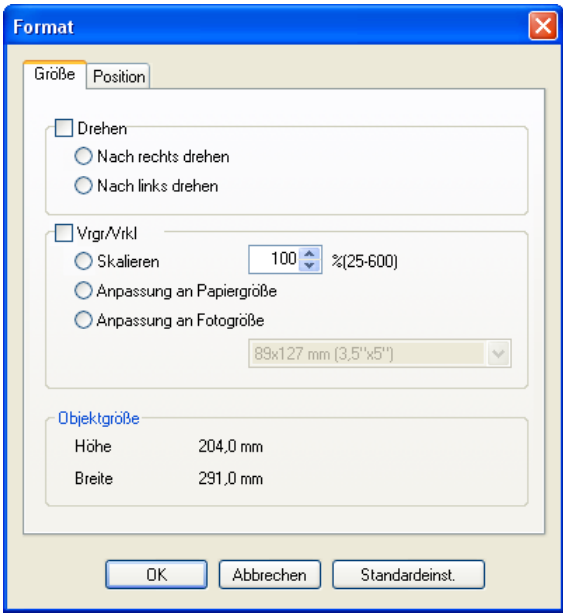 Format
Größe Position
Drehen
Nach rechts drehen
Nach links drehen
Vrgr/Vrkl
Skalieren 100 %(25-600)
Anpassung an Papiergröße
Anpassung an Fotogröße
89x127 mm (3,5"x5")
Objektgröße
Höhe 204,0 mm
Breite 291,0 mm
OK Abbrechen Standardeinst.